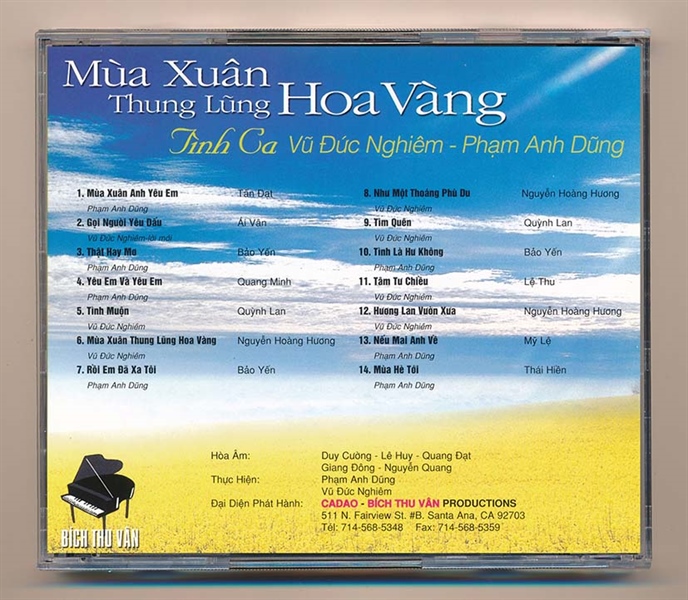 Mùa Xuân
Thung Lũng Hoa Vàng
Tình Ca Vũ Đức Nghiêm - Phạm Anh Dũng
1. Mùa Xuân Anh Yêu Em Tấn Đạt
Phạm Anh Dũng
2. Gọi Người Yêu Dấu Ái Vân
Vũ Đức Nghiêm-lời mới
3. Thật Hay Mơ Bảo Yến
Phạm Anh Dũng
4. Yêu Em Và Yêu Em Quang Minh
Phạm Anh Dũng
5. Tình Muộn Quỳnh Lan
Vũ Đức Nghiêm
6. Mùa Xuân Thung Lũng Hoa Vàng Nguyễn Hoàng Hương
Vũ Đức Nghiêm
7. Rồi Em Đã Xa Tôi Bảo Yến
Phạm Anh Dũng
8. Như Một Thoáng Phù Du Nguyễn Hoàng Hương
Vũ Đức Nghiêm
9. Tìm Quên Quỳnh Lan
Vũ Đức Nghiêm
10. Tình Là Hư Không Bảo Yến
Phạm Anh Dũng
11. Tâm Tư Chiều Lệ Thu
Vũ Đức Nghiêm
12. Hương Lan Vườn Xưa Nguyễn Hoàng Hương
Vũ Đức Nghiêm
13. Nếu Mai Anh Về Mỹ Lệ
Phạm Anh Dũng
14. Mùa Hè Tới Thái Hiền
Phạm Anh Dũng
Hòa Âm: Duy Cường - Lê Huy - Quang Đạt
Giang Đông - Nguyễn Quang
Thực Hiện: Phạm Anh Dũng
Vũ Đức Nghiêm
Đại Diện Phát Hành: CADAO - BÍCH THU VÂN PRODUCTIONS
511 N. Fairview St. #B. Santa Ana, CA 92703
Tél: 714-568-5348 Fax: 714-568-5359
BÍCH THU VÂN